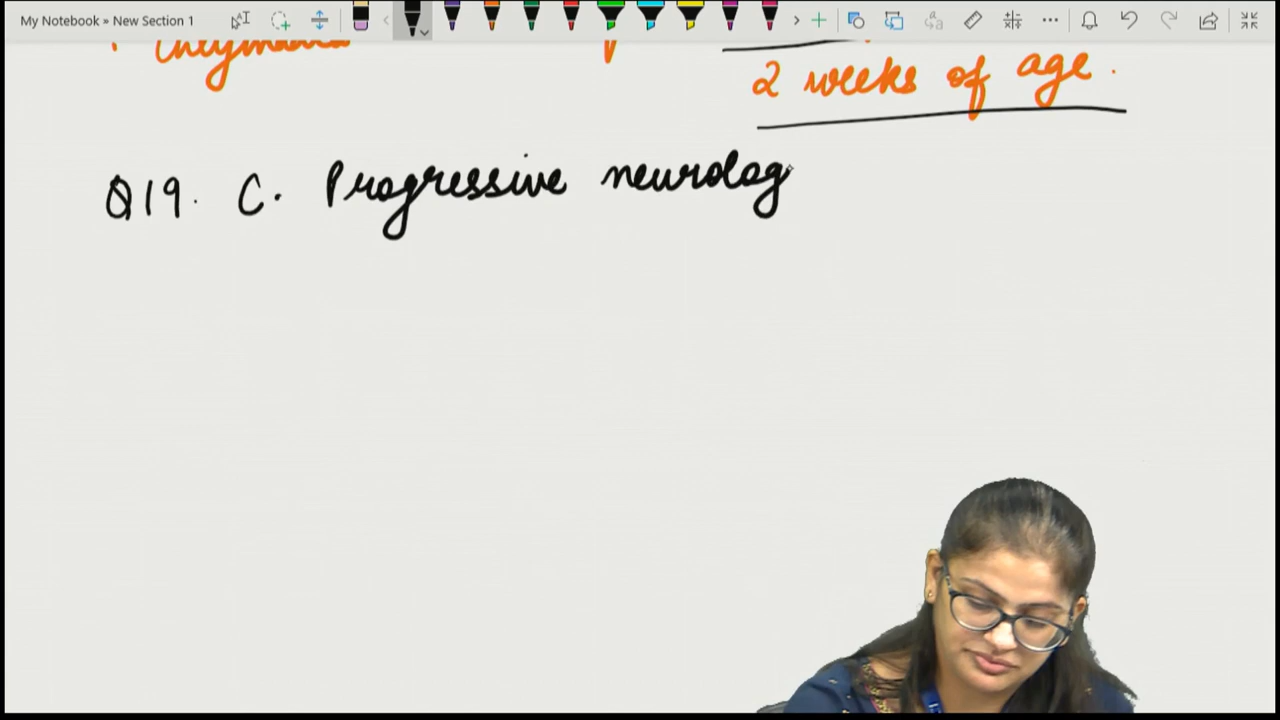 My Notebook » New Section 1
2 weeks of age.
Q19. C. Progressive neurolog